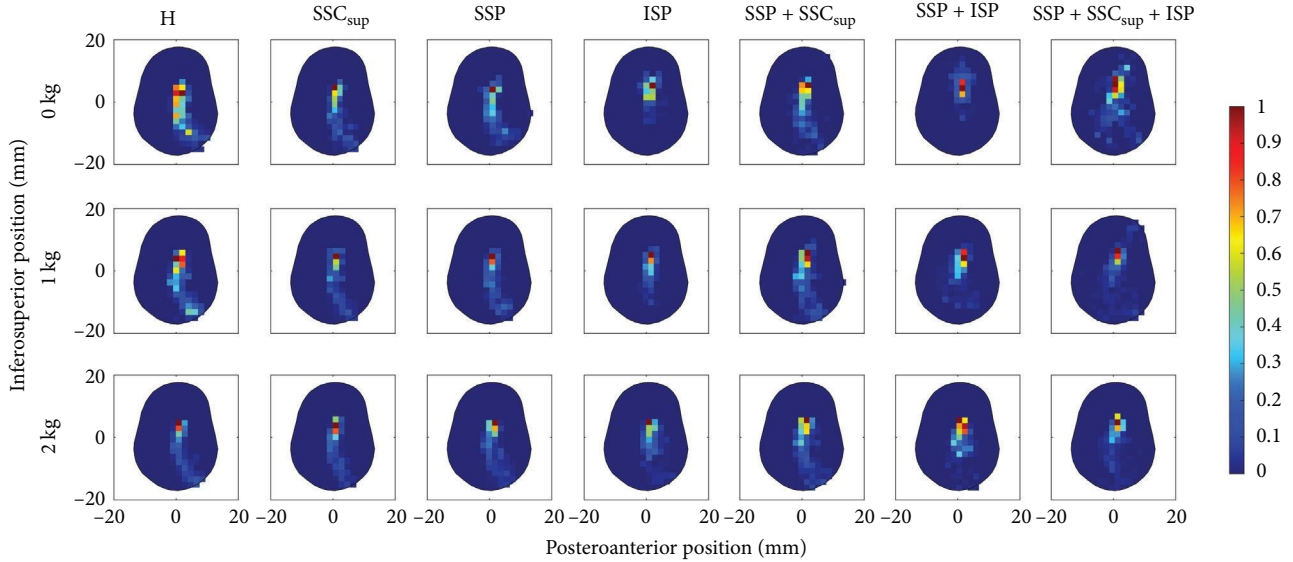 H SSC_sup SSP ISP SSP + SSC_sup SSP + ISP SSP + SSC_sup + ISP
Inferosuperior position (mm)
0 kg
20
0
−20
1 kg
20
0
−20
2 kg
20
0
−20
−20 0 20 −20 0 20 −20 0 20 −20 0 20 −20 0 20 −20 0 20 −20 0 20
Posteroanterior position (mm)
1
0.9
0.8
0.7
0.6
0.5
0.4
0.3
0.2
0.1
0